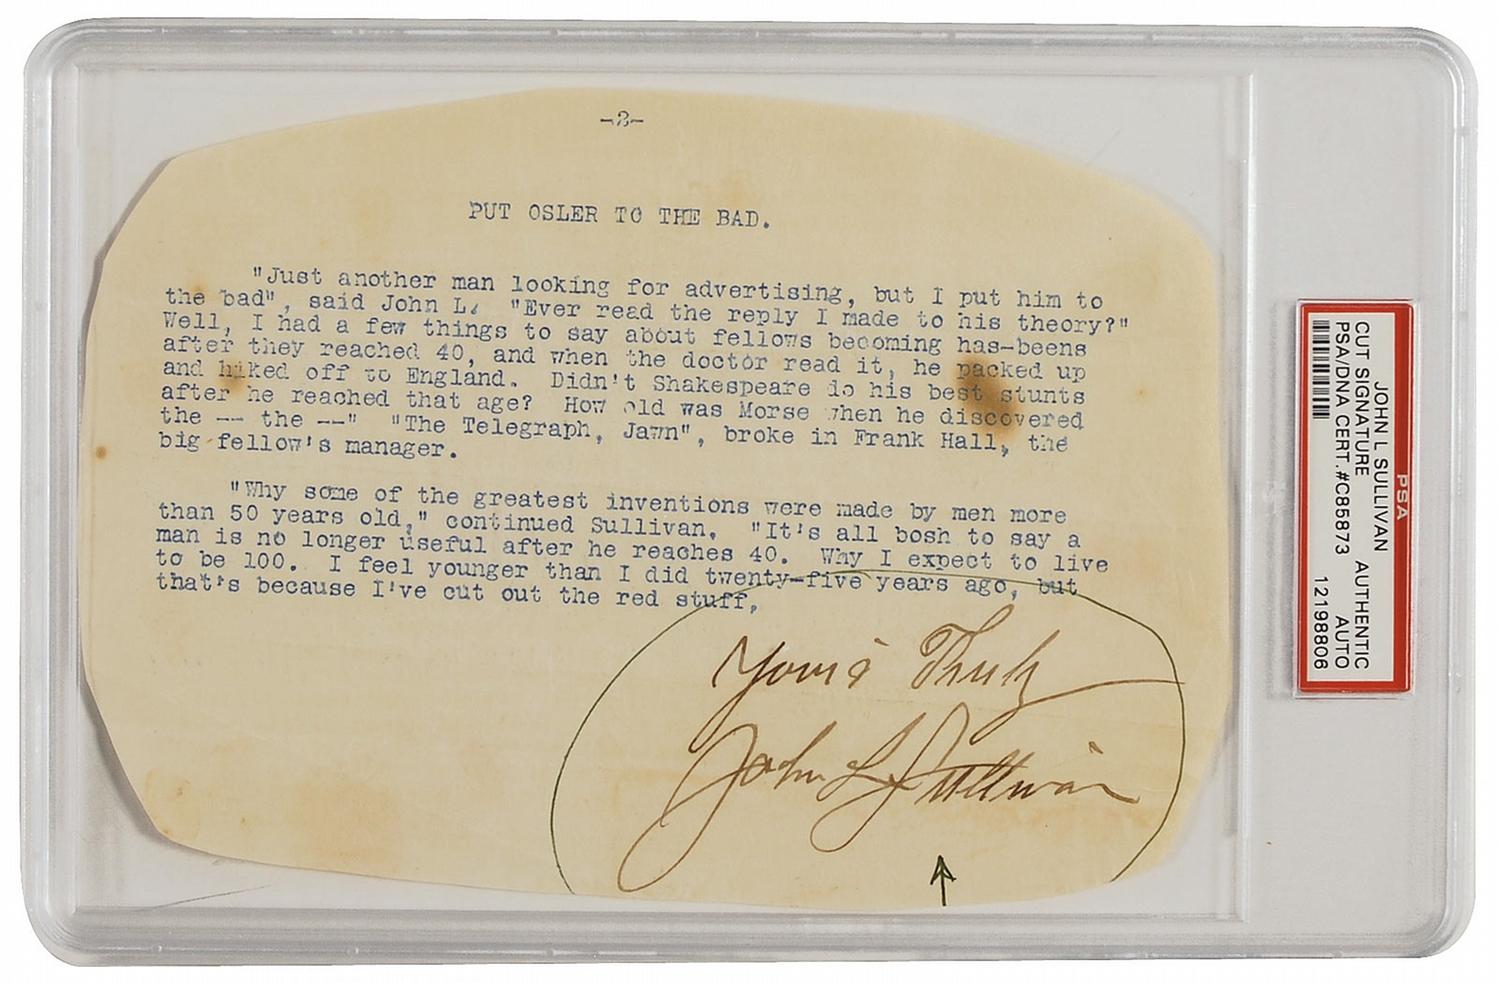 -2-
PUT OSLER TO THE BAD.
"Just another man looking for advertising, but I put him to
the bad", said John L. "Ever read the reply I made to his theory?"
Well, I had a few things to say about fellows becoming has-beens
after they reached 40, and when the doctor read it, he packed up
and hiked off to England. Didn't Shakespeare do his best stunts
after he reached that age? How old was Morse when he discovered
the -- the --" "The Telegraph, Jawn", broke in Frank Hall, the
big fellow's manager.
"Why some of the greatest inventions were made by men more
than 50 years old," continued Sullivan. "It's all bosh to say a
man is no longer useful after he reaches 40. Why I expect to live
to be 100. I feel younger than I did twenty-five years ago, but
that's because I've cut out the red stuff,
Yours Truly
John L Sullivan
PSA
JOHN L SULLIVAN
CUT SIGNATURE AUTHENTIC
PSA/DNA CERT.#C85873 AUTO
12198806